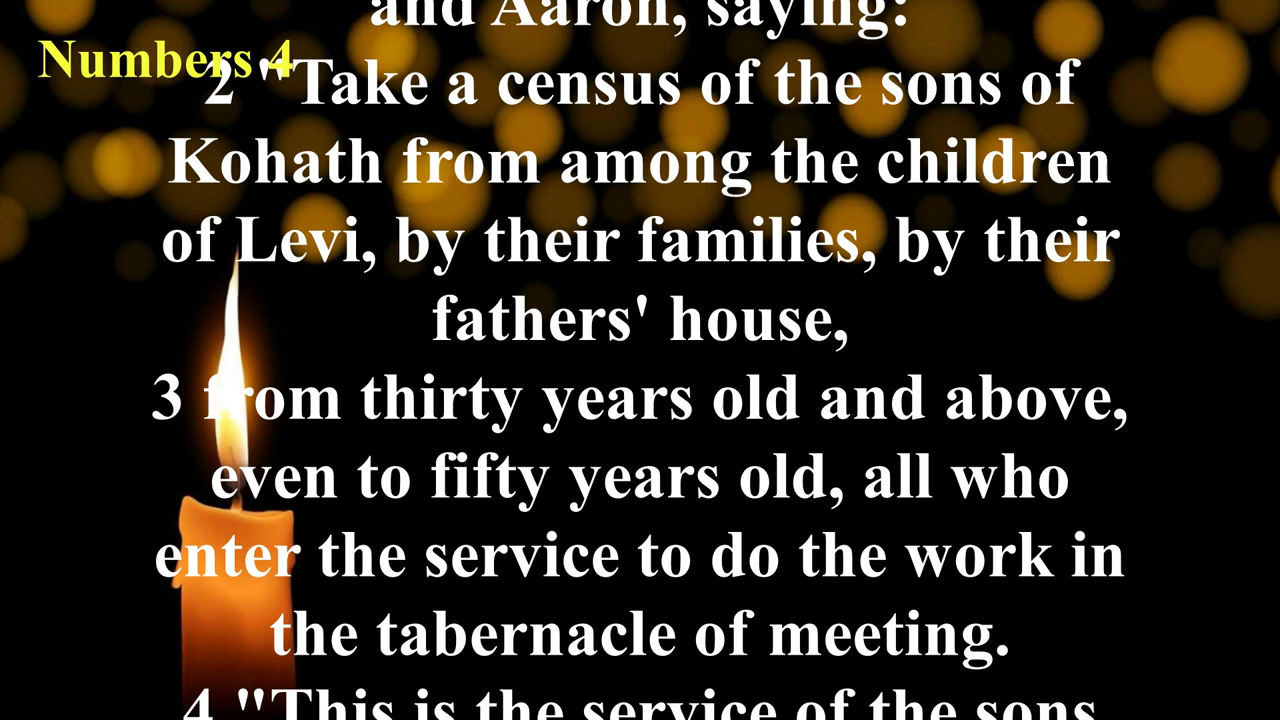 and Aaron, saying:
Numbers 4
2 "Take a census of the sons of
Kohath from among the children
of Levi, by their families, by their
fathers' house,
3 from thirty years old and above,
even to fifty years old, all who
enter the service to do the work in
the tabernacle of meeting.
4 "This is the service of the sons